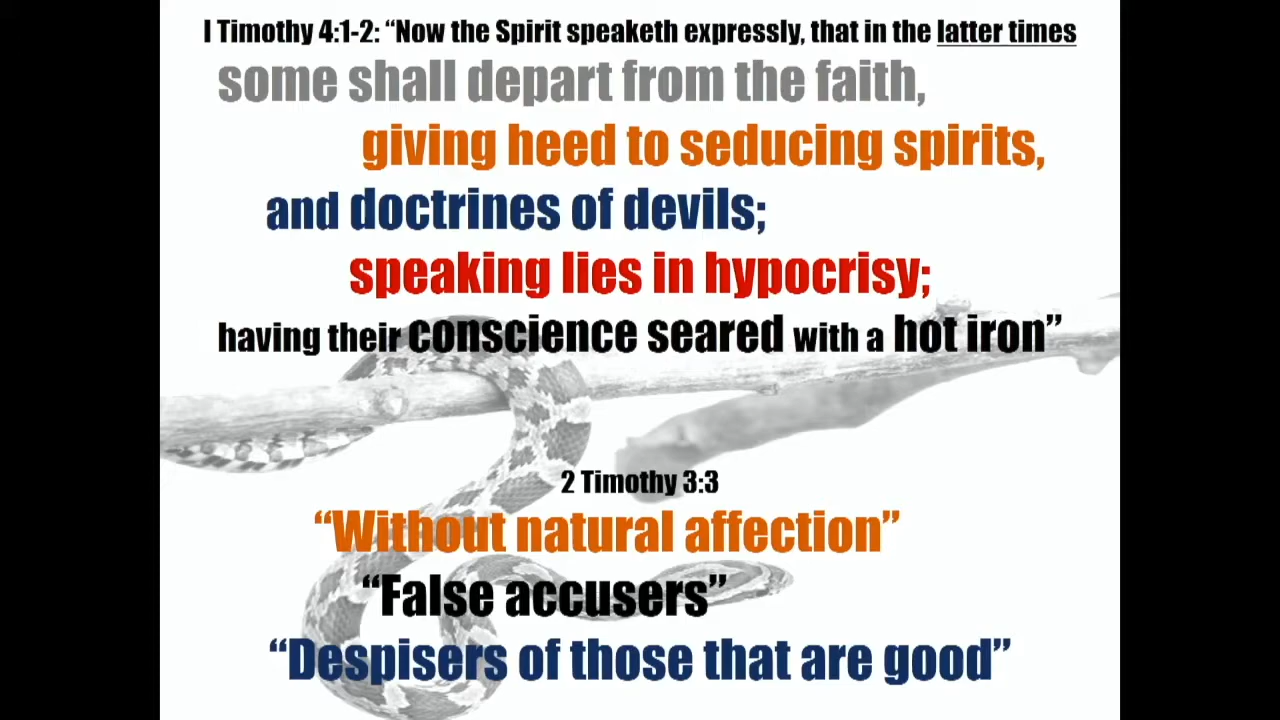 I Timothy 4:1-2: “Now the Spirit speaketh expressly, that in the latter times
some shall depart from the faith,
giving heed to seducing spirits,
and doctrines of devils;
speaking lies in hypocrisy;
having their conscience seared with a hot iron”
2 Timothy 3:3
“Without natural affection”
“False accusers”
“Despisers of those that are good”